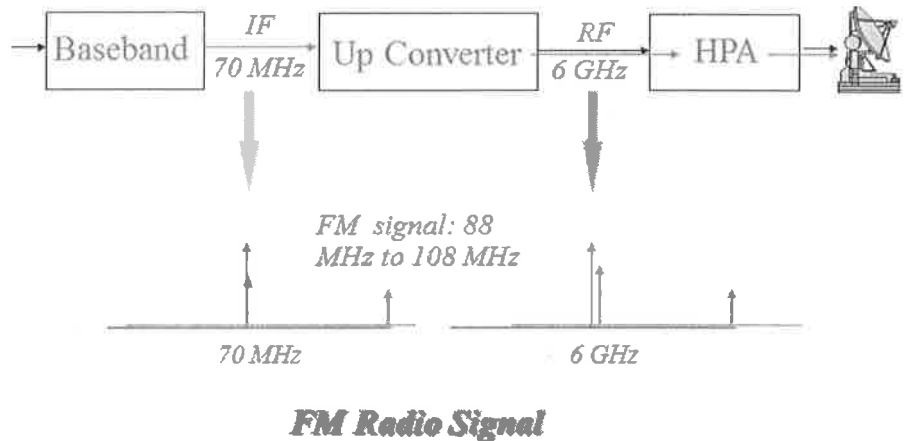 Baseband
IF
70 MHz
Up Converter
RF
6 GHz
HPA
FM signal: 88
MHz to 108 MHz
70 MHz
6 GHz
FM Radio Signal